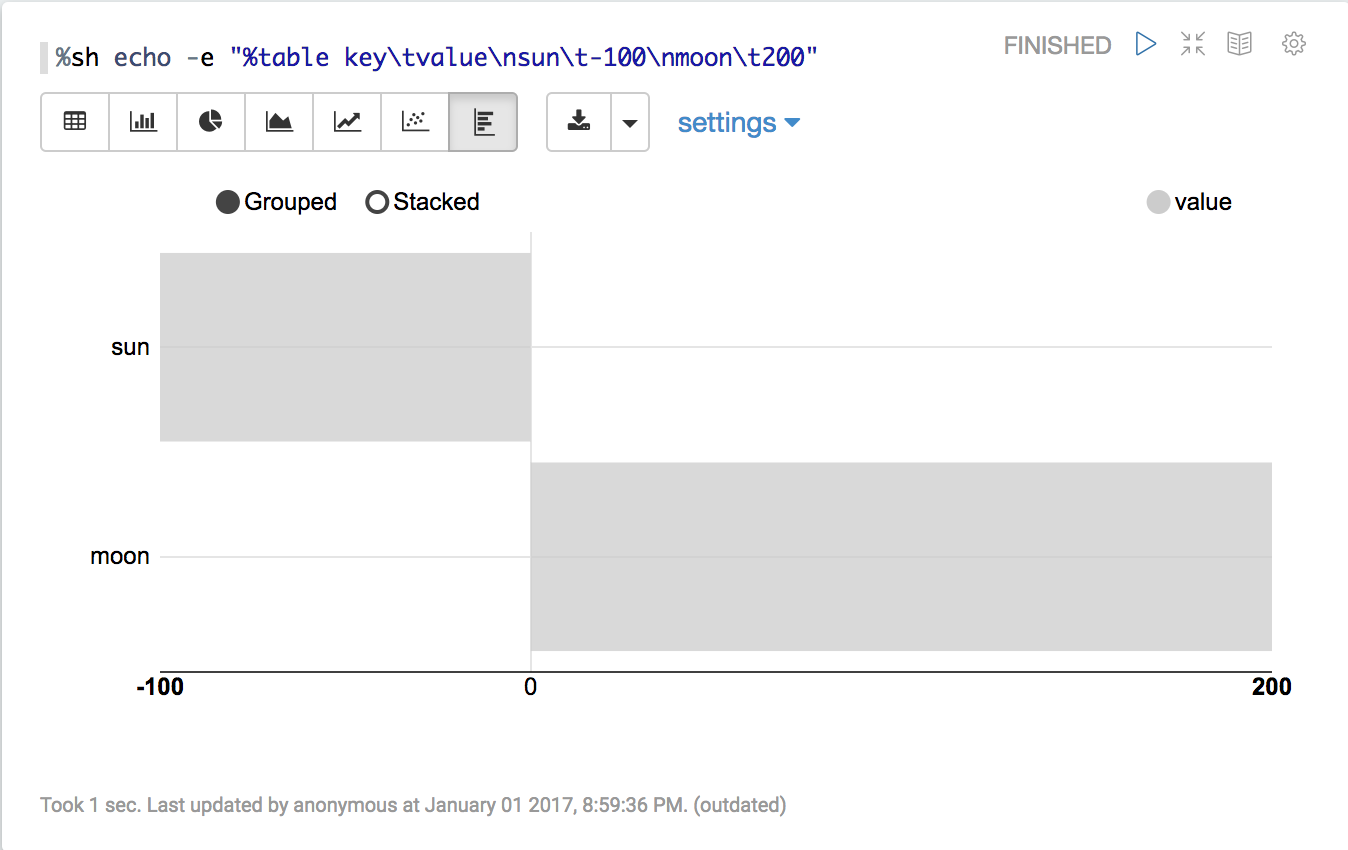 %sh echo -e "%table key\tvalue\nsun\t-100\nmoon\t200"
FINISHED
settings
Grouped Stacked value
sun
moon
-100 0 200
Took 1 sec. Last updated by anonymous at January 01 2017, 8:59:36 PM. (outdated)